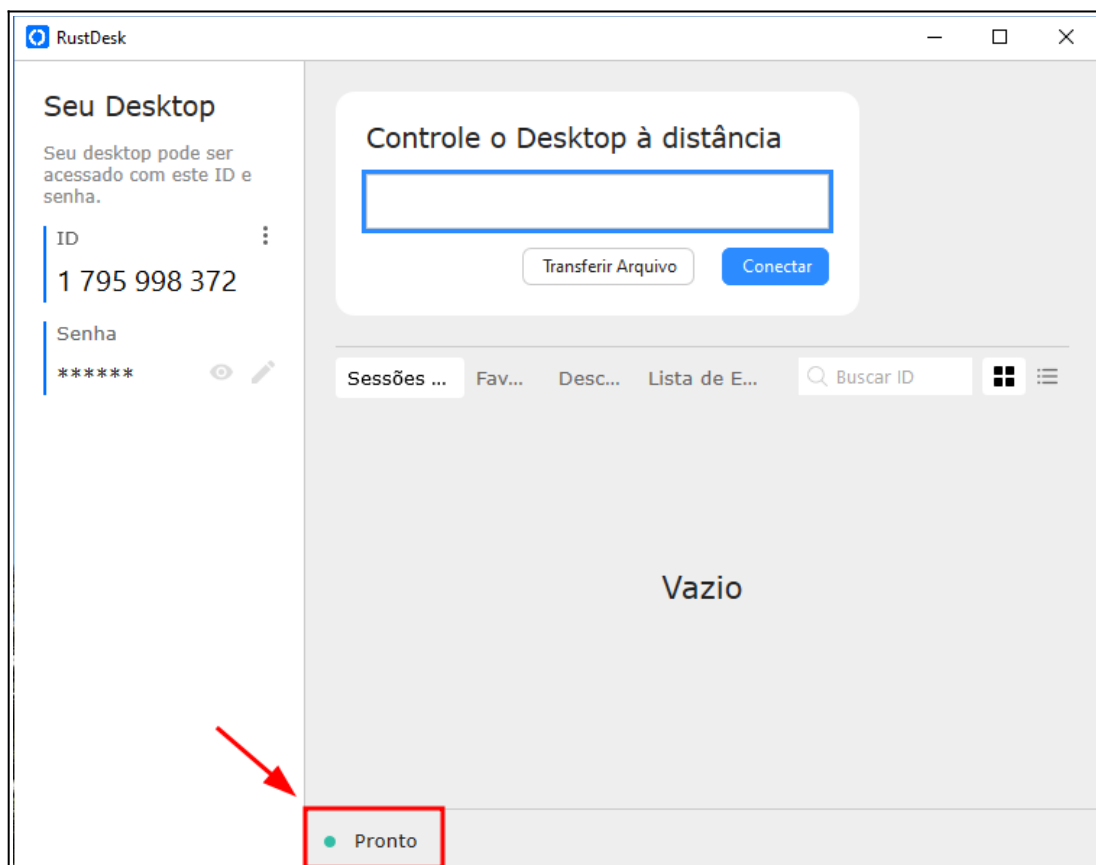 RustDesk
Seu Desktop
Seu desktop pode ser
acessado com este ID e
senha.
ID
1 795 998 372
Senha
******
Controle o Desktop à distância
Transferir Arquivo
Conectar
Sessões ...
Fav...
Desc...
Lista de E...
Buscar ID
Vazio
Pronto